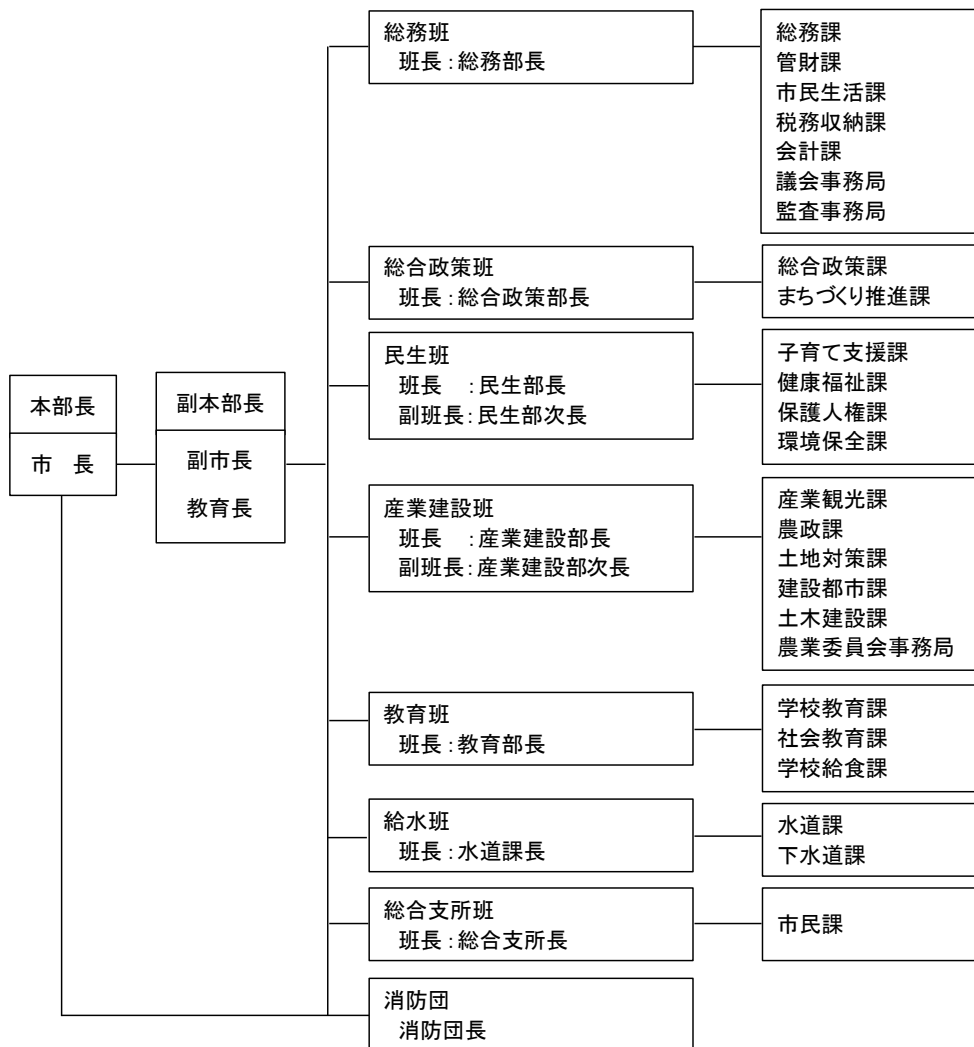 本部長
市　長
副本部長
副市長
教育長
総務班
班長：総務部長
総務課
管財課
市民生活課
税務収納課
会計課
議会事務局
監査事務局
総合政策班
班長：総合政策部長
総合政策課
まちづくり推進課
民生班
班長　：民生部長
副班長：民生部次長
子育て支援課
健康福祉課
保護人権課
環境保全課
産業建設班
班長　：産業建設部長
副班長：産業建設部次長
産業観光課
農政課
土地対策課
建設都市課
土木建設課
農業委員会事務局
教育班
班長：教育部長
学校教育課
社会教育課
学校給食課
給水班
班長：水道課長
水道課
下水道課
総合支所班
班長：総合支所長
市民課
消防団
消防団長